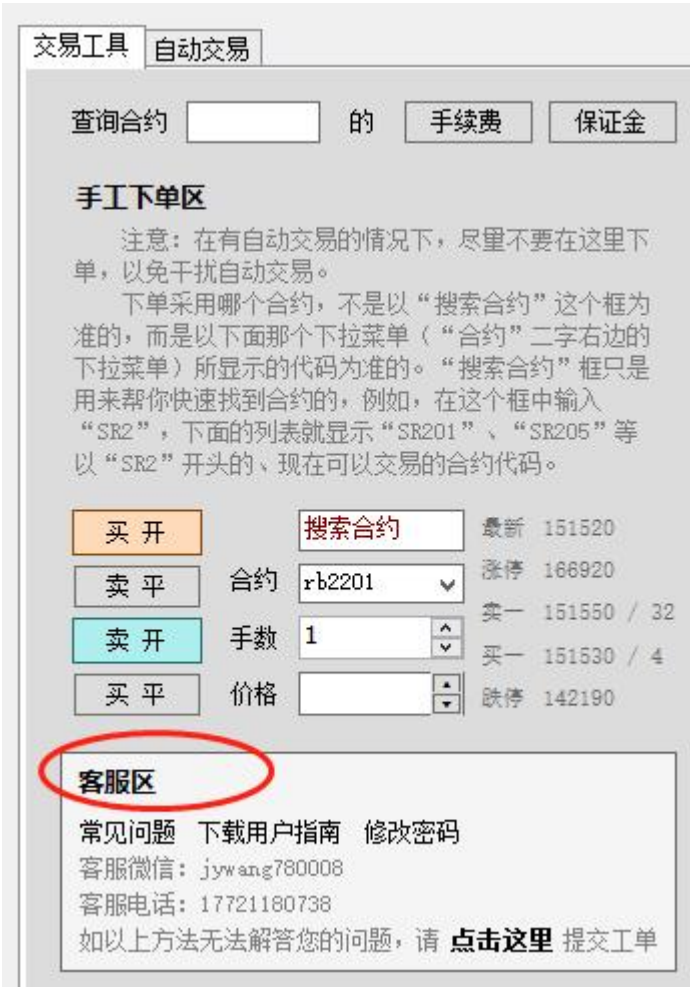 交易工具 自动交易
查询合约 的 手续费 保证金
手工下单区
注意：在有自动交易的情况下，尽量不要在这里下
单，以免干扰自动交易。
下单采用哪个合约，不是以“搜索合约”这个框为
准的，而是以下面那个下拉菜单（“合约”二字右边的
下拉菜单）所显示的代码为准的。“搜索合约”框只是
用来帮你快速找到合约的，例如，在这个框中输入
“SR2”，下面的列表就显示“SR201”、“SR205”等
以“SR2”开头的、现在可以交易的合约代码。
买 开 搜索合约 最新 151520
卖 平 合约 rb2201 涨停 166920
卖一 151550 / 32
卖 开 手数 1
买一 151530 / 4
买 平 价格 跌停 142190
客服区
常见问题 下载用户指南 修改密码
客服微信：jywang780008
客服电话：17721180738
如以上方法无法解答您的问题，请 点击这里 提交工单